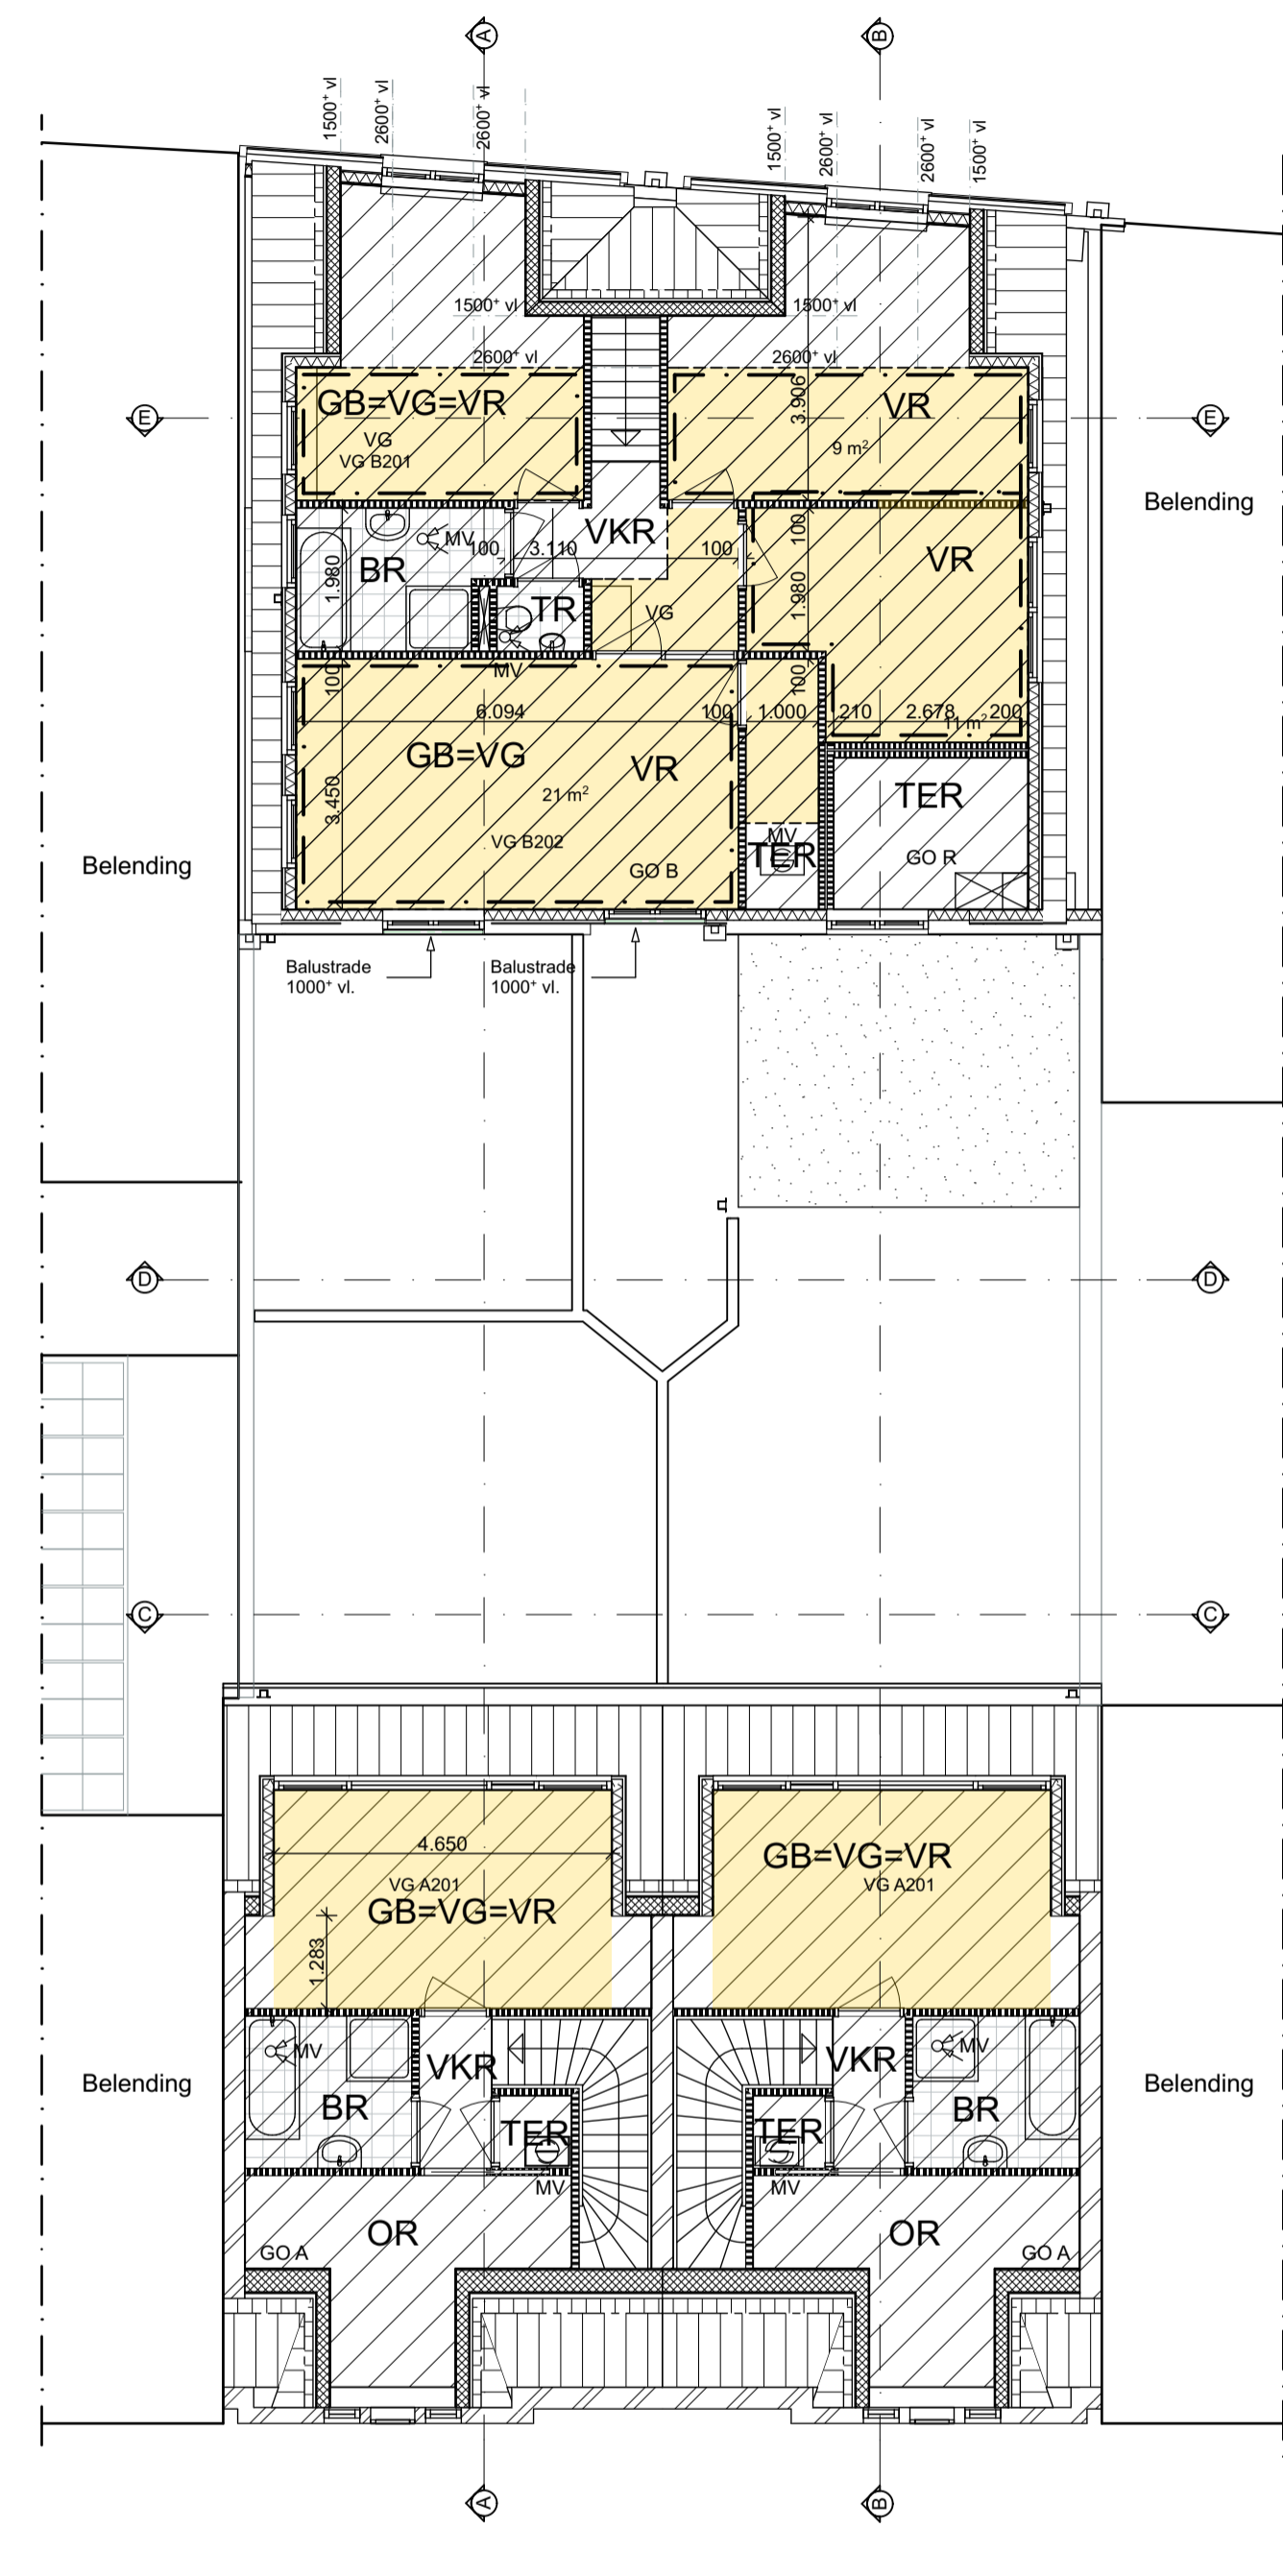 A
B
1500⁺ vl
2600⁺ vl
2600⁺ vl
1500⁺ vl
2600⁺ vl
2600⁺ vl
1500⁺ vl
1500⁺ vl
1500⁺ vl
2600⁺ vl
2600⁺ vl
3.906
E
GB=VG=VR
VG
VG B201
VR
9 m²
E
Belending
MV
100
3.110
VKR
100
100
VR
BR
1.980
TR
VG
1.980
MV
100
100
6.094
100
1.000
210
2.678
11 m²
200
GB=VG
VR
3.450
21 m²
TER
VG B202
MV
TER
GO B
GO R
Belending
Balustrade
1000⁺ vl.
Balustrade
1000⁺ vl.
D
D
C
C
4.650
VG A201
GB=VG=VR
1.283
GB=VG=VR
VG A201
MV
VKR
VKR
MV
Belending
BR
TER
TER
BR
Belending
MV
MV
OR
OR
GO A
GO A
A
B